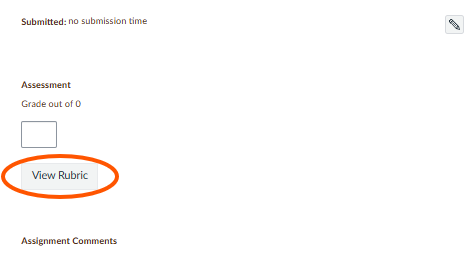 Submitted: no submission time
Assessment
Grade out of 0
View Rubric
Assignment Comments